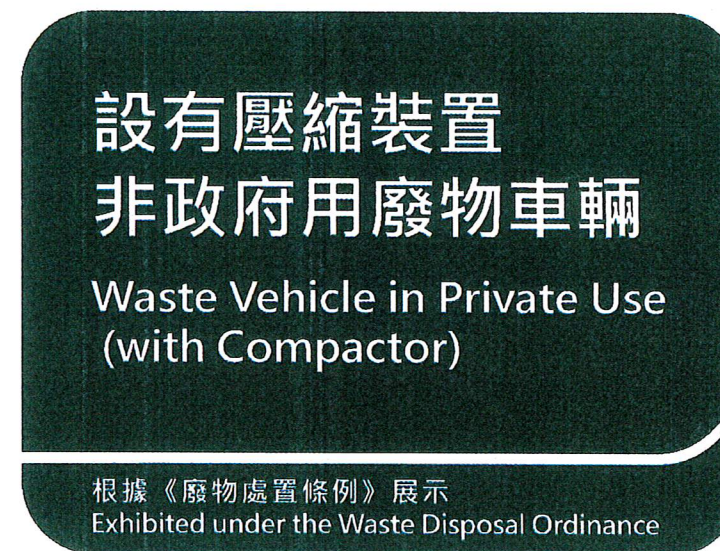 設有壓縮裝置
非政府用廢物車輛
Waste Vehicle in Private Use
(with Compactor)
根據《廢物處置條例》展示
Exhibited under the Waste Disposal Ordinance